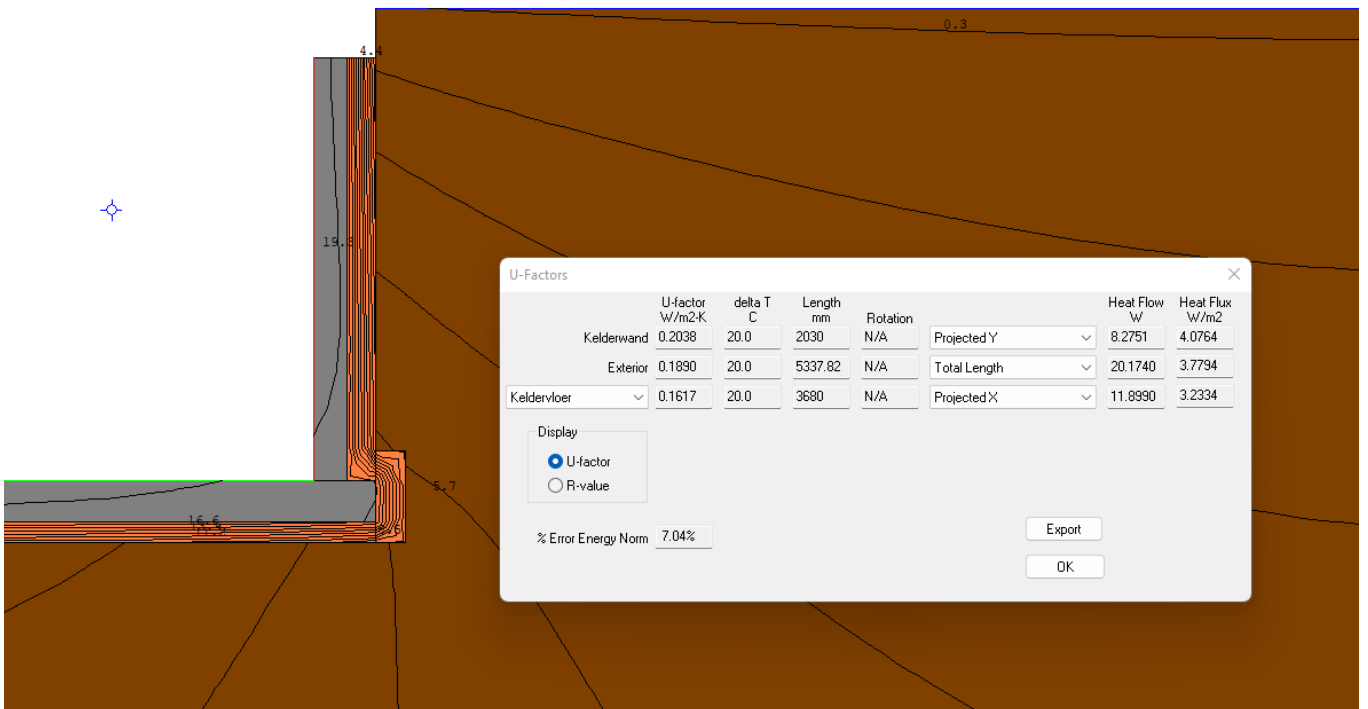 0.3
4.4
19.3
U-Factors
U-factor delta T Length Heat Flow Heat Flux
W/m2-K C mm Rotation W W/m2
Kelderwand 0.2038 20.0 2030 N/A Projected Y 8.2751 4.0764
Exterior 0.1890 20.0 5337.82 N/A Total Length 20.1740 3.7794
Keldervloer 0.1617 20.0 3680 N/A Projected X 11.8990 3.2334
Display
U-factor
R-value
5.7
16.6
% Error Energy Norm 7.04%
Export
OK